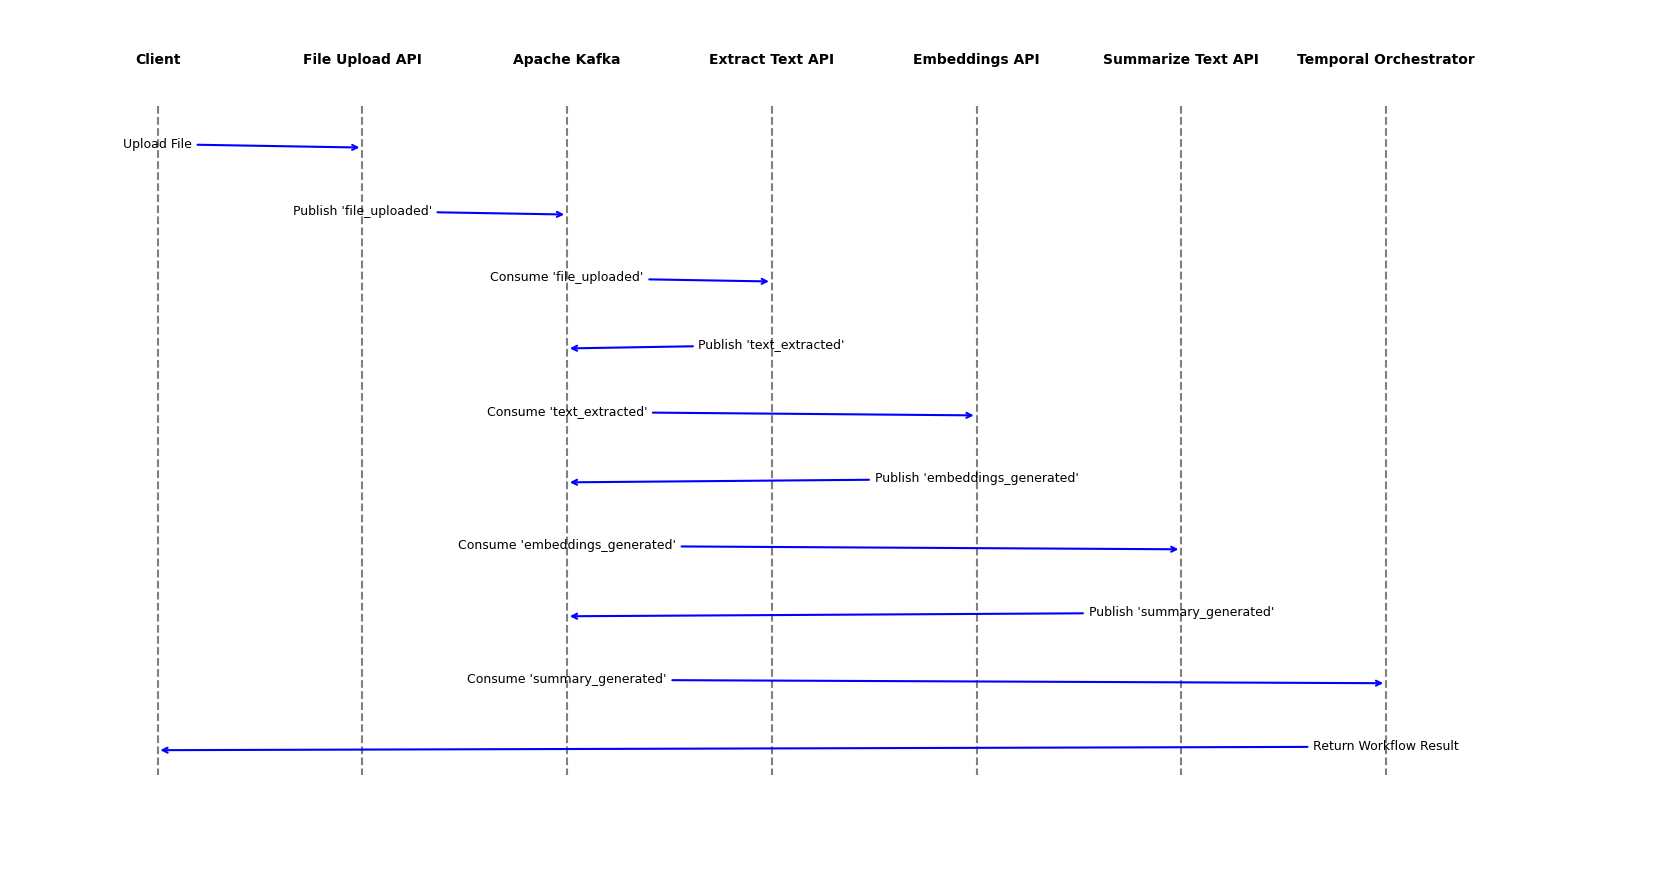 Client
File Upload API
Apache Kafka
Extract Text API
Embeddings API
Summarize Text API
Temporal Orchestrator
Upload File
Publish 'file_uploaded'
Consume 'file_uploaded'
Publish 'text_extracted'
Consume 'text_extracted'
Publish 'embeddings_generated'
Consume 'embeddings_generated'
Publish 'summary_generated'
Consume 'summary_generated'
Return Workflow Result